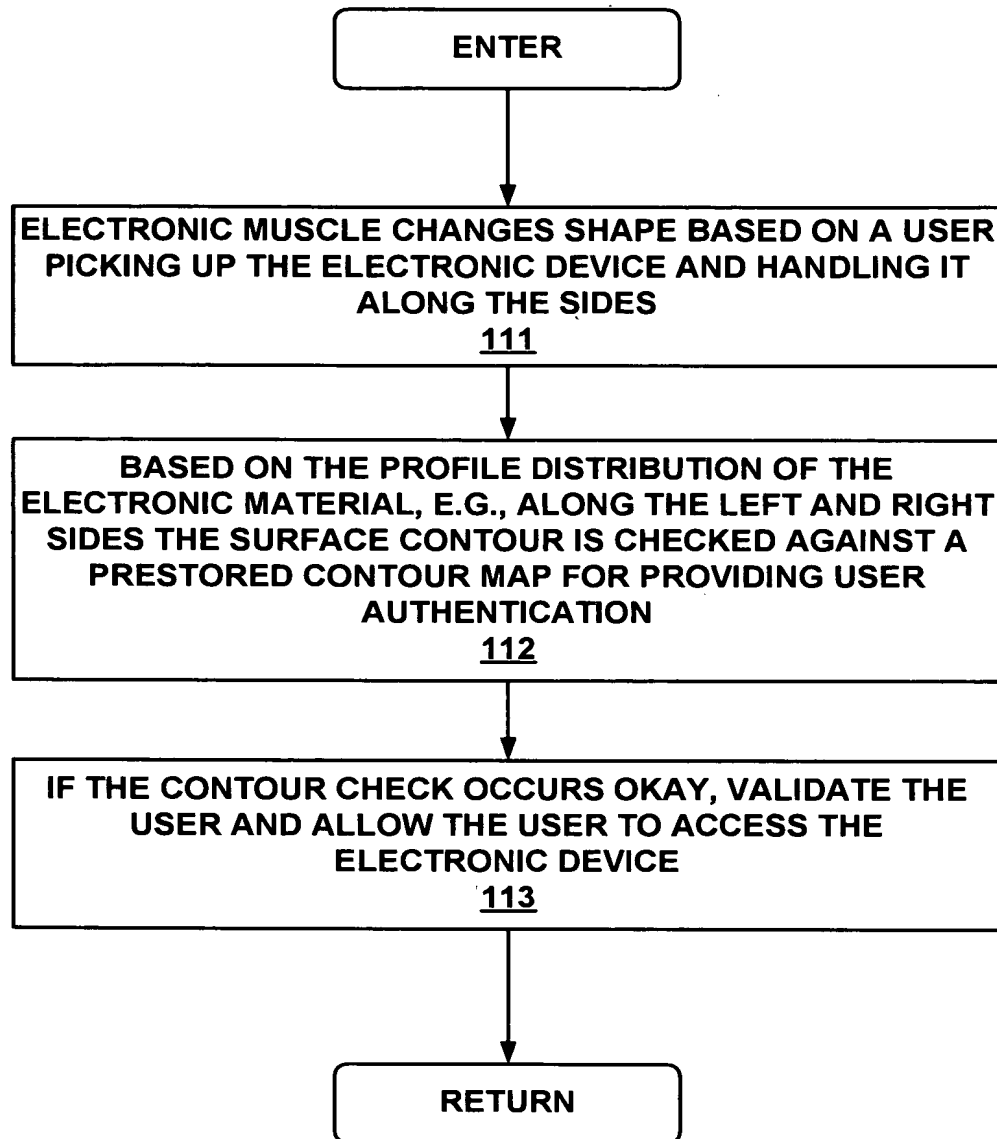 ENTER
ELECTRONIC MUSCLE CHANGES SHAPE BASED ON A USER
PICKING UP THE ELECTRONIC DEVICE AND HANDLING IT
ALONG THE SIDES
111
BASED ON THE PROFILE DISTRIBUTION OF THE
ELECTRONIC MATERIAL, E.G., ALONG THE LEFT AND RIGHT
SIDES THE SURFACE CONTOUR IS CHECKED AGAINST A
PRESTORED CONTOUR MAP FOR PROVIDING USER
AUTHENTICATION
112
IF THE CONTOUR CHECK OCCURS OKAY, VALIDATE THE
USER AND ALLOW THE USER TO ACCESS THE
ELECTRONIC DEVICE
113
RETURN